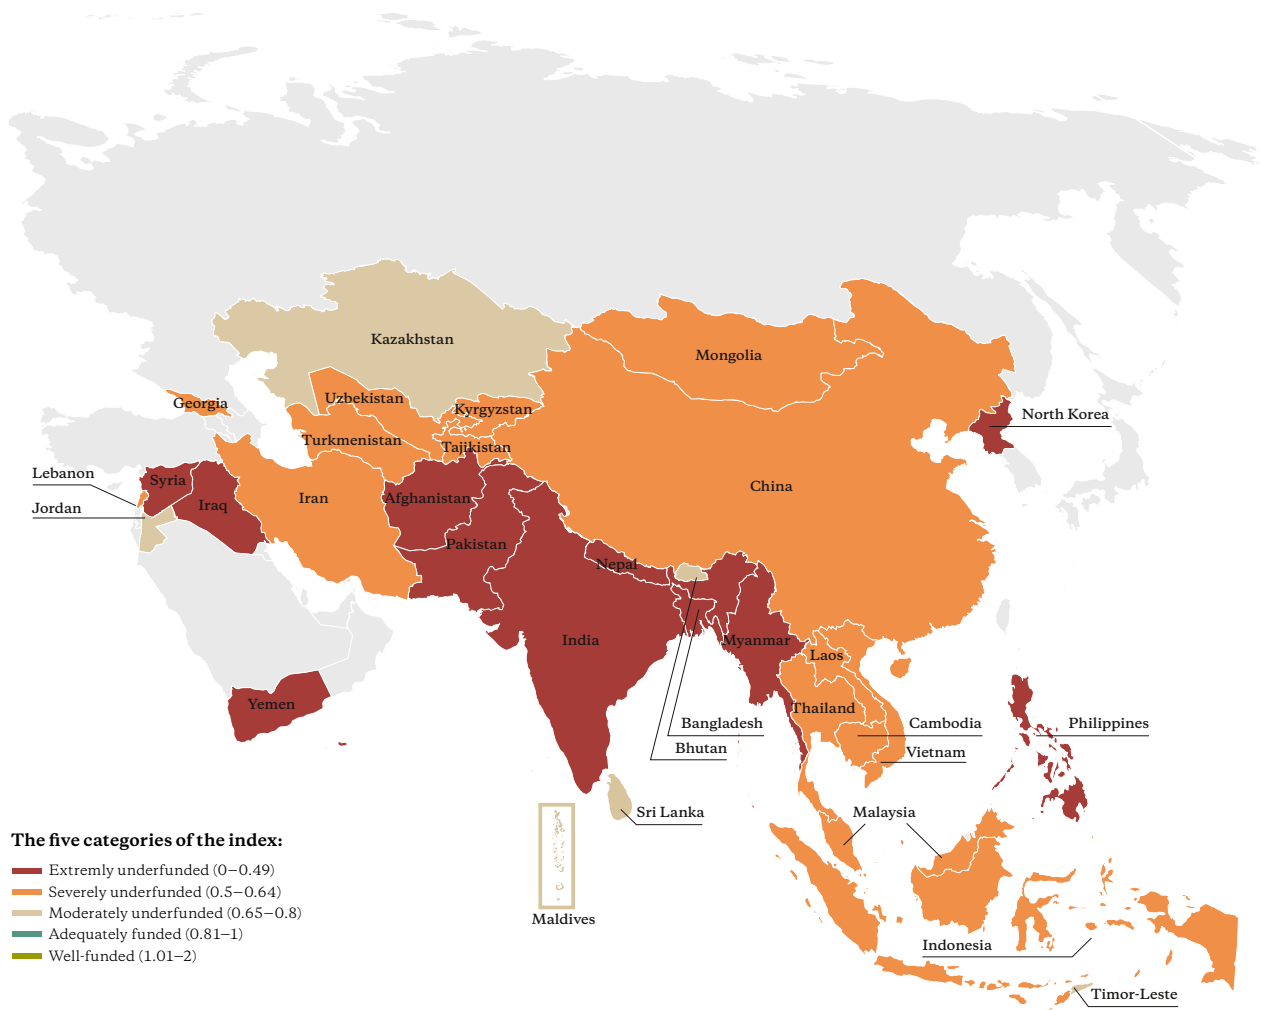 Kazakhstan
Mongolia
Uzbekistan
Georgia
Kyrgyzstan
North Korea
Turkmenistan
Tajikistan
Lebanon
Syria
China
Iran
Afghanistan
Iraq
Jordan
Pakistan
Nepal
India
Myanmar
Laos
Yemen
Thailand
Bangladesh
Cambodia
Philippines
Bhutan
Vietnam
Sri Lanka
Malaysia
The five categories of the index:
Extremly underfunded (0–0.49)
Severely underfunded (0.5–0.64)
Moderately underfunded (0.65–0.8)
Adequately funded (0.81–1)
Well-funded (1.01–2)
Maldives
Indonesia
Timor-Leste